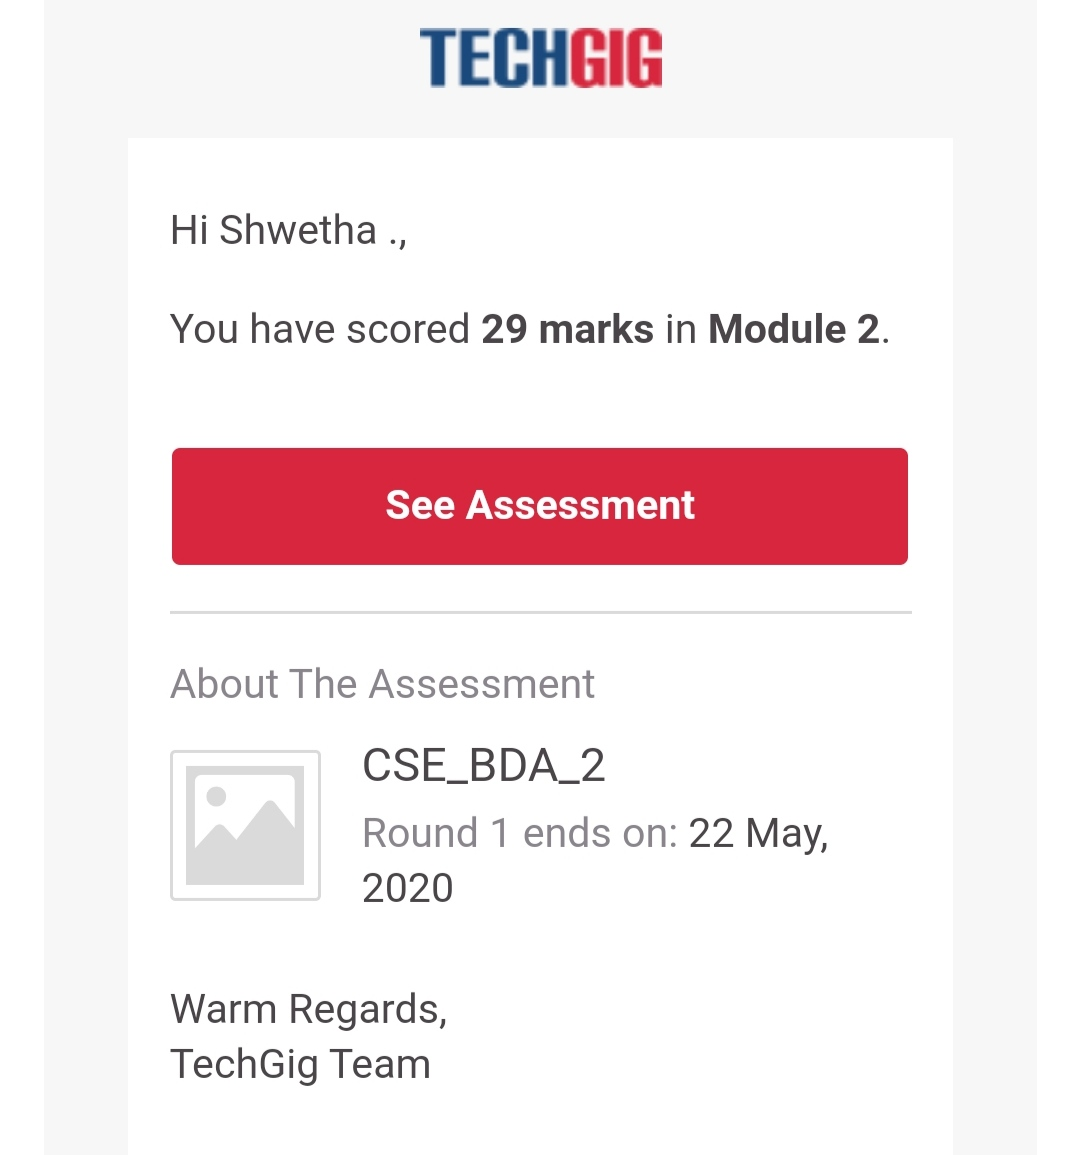 TECHGIG
Hi Shwetha .,
You have scored 29 marks in Module 2.
See Assessment
About The Assessment
CSE_BDA_2
Round 1 ends on: 22 May,
2020
Warm Regards,
TechGig Team